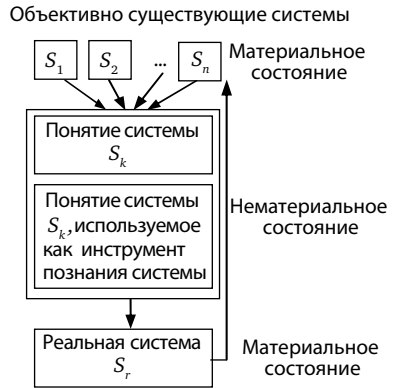 Объективно существующие системы
S1 S2 ... Sn
Материальное
состояние
Понятие системы
Sk
Понятие системы
Sk, используемое
как инструмент
познания системы
Нематериальное
состояние
Реальная система
Sr
Материальное
состояние